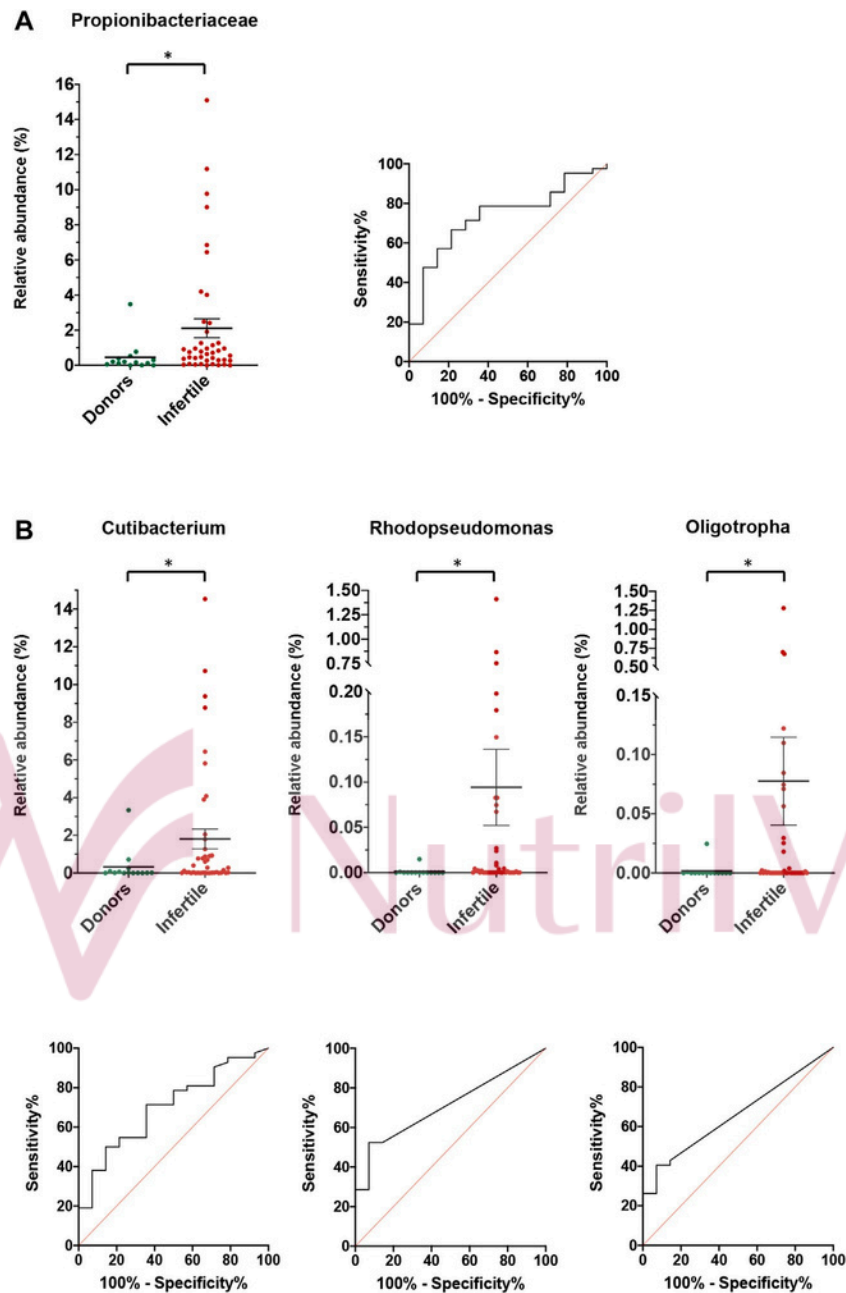 A
Propionibacteriaceae
*
Relative abundance (%)
16
14
12
10
8
6
4
2
0
Donors
Infertile
Sensitivity%
100
80
60
40
20
0
0 20 40 60 80 100
100% - Specificity%
B
Cutibacterium
*
Relative abundance (%)
14
12
10
8
6
4
2
0
Donors
Infertile
Rhodopseudomonas
*
Relative abundance (%)
1.50
1.25
1.00
0.75
0.20
0.15
0.10
0.05
0.00
Donors
Infertile
Oligotropha
*
Relative abundance (%)
1.50
1.25
1.00
0.75
0.50
0.15
0.10
0.05
0.00
Donors
Infertile
NutriIV
Sensitivity%
100
80
60
40
20
0
0 20 40 60 80 100
100% - Specificity%
Sensitivity%
100
80
60
40
20
0
0 20 40 60 80 100
100% - Specificity%
Sensitivity%
100
80
60
40
20
0
0 20 40 60 80 100
100% - Specificity%